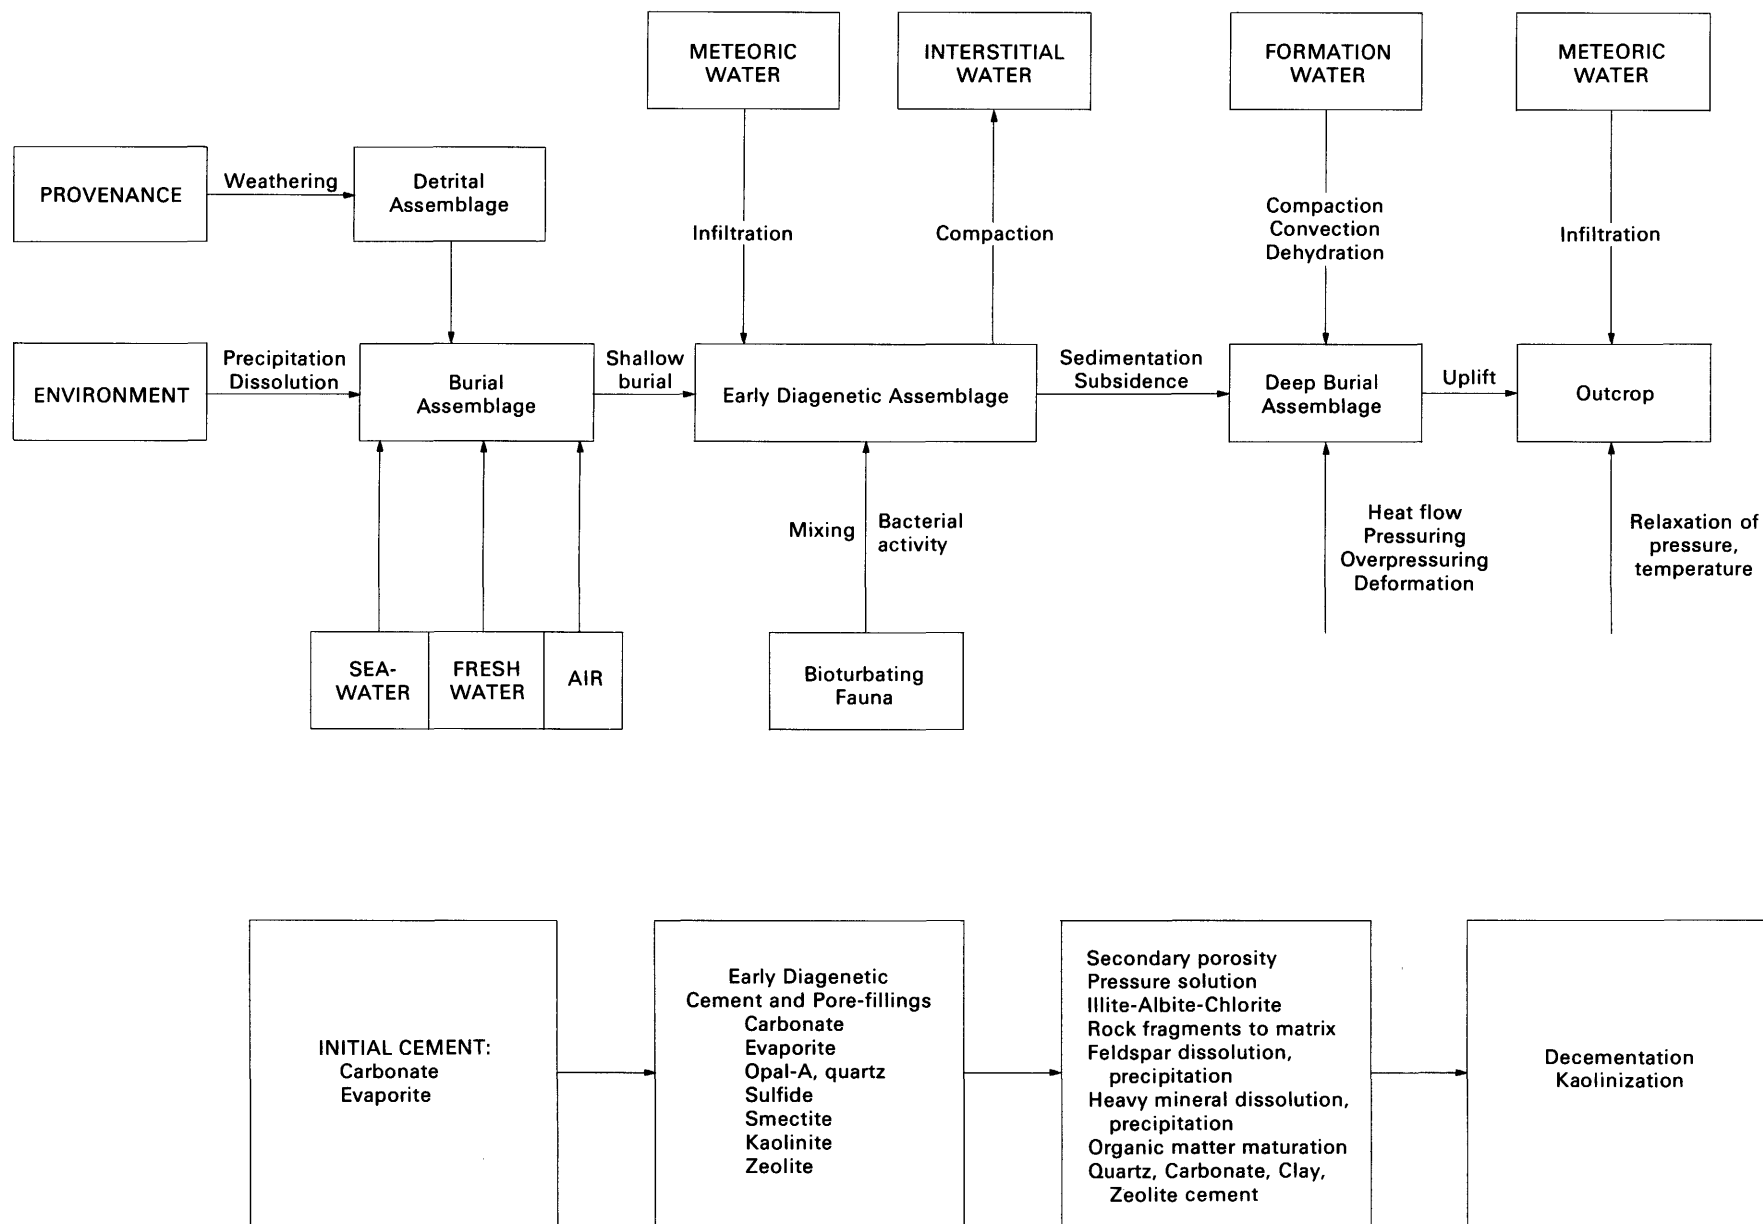 METEORIC
WATER
INTERSTITIAL
WATER
FORMATION
WATER
METEORIC
WATER
PROVENANCE
Weathering
Detrital
Assemblage
Infiltration
Compaction
Compaction
Convection
Dehydration
Infiltration
ENVIRONMENT
Precipitation
Dissolution
Burial
Assemblage
Shallow
burial
Early Diagenetic Assemblage
Sedimentation
Subsidence
Deep Burial
Assemblage
Uplift
Outcrop
Mixing
Bacterial
activity
Heat flow
Pressuring
Overpressuring
Deformation
Relaxation of
pressure,
temperature
SEA-
WATER
FRESH
WATER
AIR
Bioturbating
Fauna
INITIAL CEMENT:
Carbonate
Evaporite
Early Diagenetic
Cement and Pore-fillings
Carbonate
Evaporite
Opal-A, quartz
Sulfide
Smectite
Kaolinite
Zeolite
Secondary porosity
Pressure solution
Illite-Albite-Chlorite
Rock fragments to matrix
Feldspar dissolution,
precipitation
Heavy mineral dissolution,
precipitation
Organic matter maturation
Quartz, Carbonate, Clay,
Zeolite cement
Decementation
Kaolinization